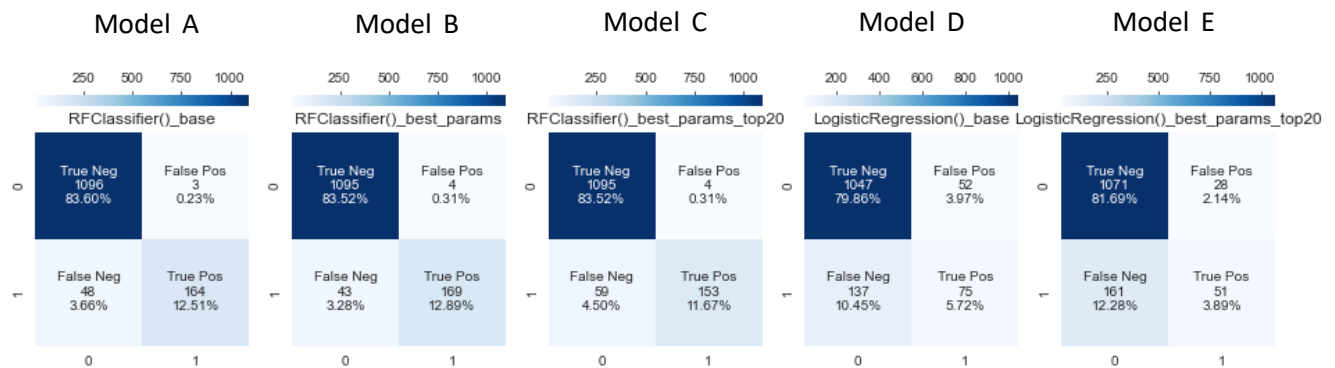 Model A Model B Model C Model D Model E
250 500 750 1000 250 500 750 1000 250 500 750 1000 200 400 600 800 1000 250 500 750 1000
RFClassifier()_base RFClassifier()_best_params RFClassifier()_best_params_top20 LogisticRegression()_base LogisticRegression()_best_params_top20
True Neg False Pos True Neg False Pos True Neg False Pos True Neg False Pos True Neg False Pos
0 1096 3 0 1095 4 0 1095 4 0 1047 52 0 1071 28
83.60% 0.23% 83.52% 0.31% 83.52% 0.31% 79.86% 3.97% 81.69% 2.14%
False Neg True Pos False Neg True Pos False Neg True Pos False Neg True Pos False Neg True Pos
1 48 164 1 43 169 1 59 153 1 137 75 1 161 51
3.66% 12.51% 3.28% 12.89% 4.50% 11.67% 10.45% 5.72% 12.28% 3.89%
0 1 0 1 0 1 0 1 0 1